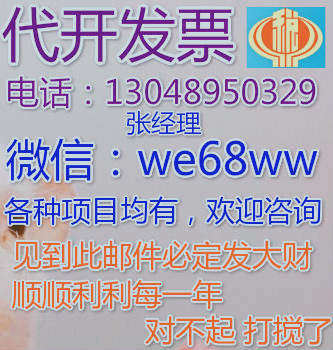 代开发票
电话：13048950329
张经理
微信：we68ww
各种项目均有，欢迎咨询
见到此邮件必定发大财
顺顺利利每一年
对不起 打搅了